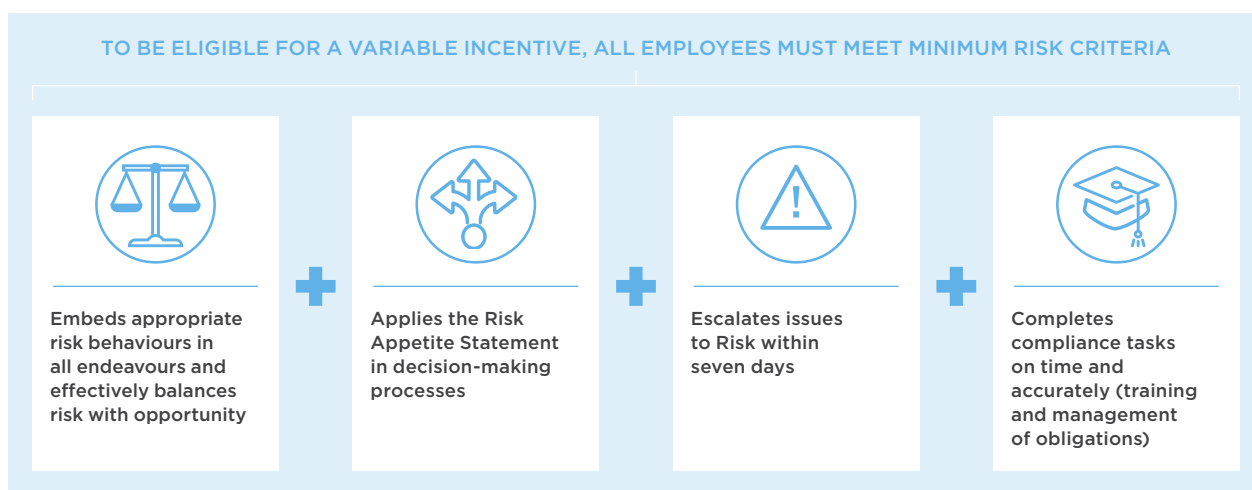 TO BE ELIGIBLE FOR A VARIABLE INCENTIVE, ALL EMPLOYEES MUST MEET MINIMUM RISK CRITERIA
Embeds appropriate
risk behaviours in
all endeavours and
effectively balances
risk with opportunity
Applies the Risk
Appetite Statement
in decision-making
processes
Escalates issues
to Risk within
seven days
Completes
compliance tasks
on time and
accurately (training
and management
of obligations)